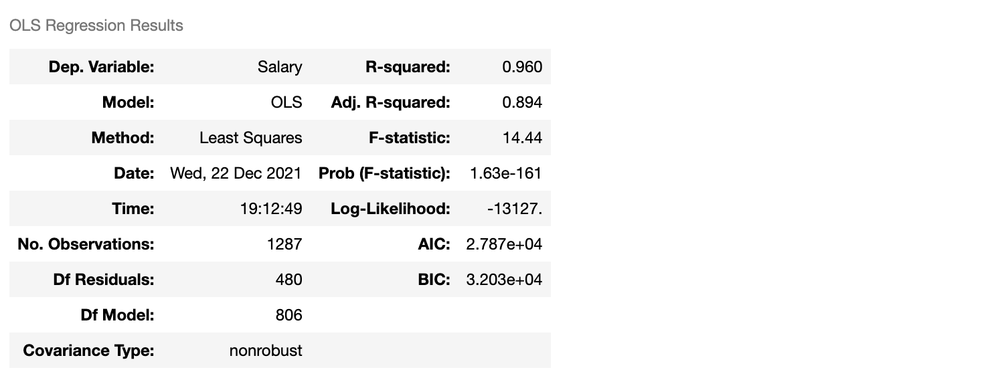 OLS Regression Results
Dep. Variable: Salary R-squared: 0.960
Model: OLS Adj. R-squared: 0.894
Method: Least Squares F-statistic: 14.44
Date: Wed, 22 Dec 2021 Prob (F-statistic): 1.63e-161
Time: 19:12:49 Log-Likelihood: -13127.
No. Observations: 1287 AIC: 2.787e+04
Df Residuals: 480 BIC: 3.203e+04
Df Model: 806
Covariance Type: nonrobust